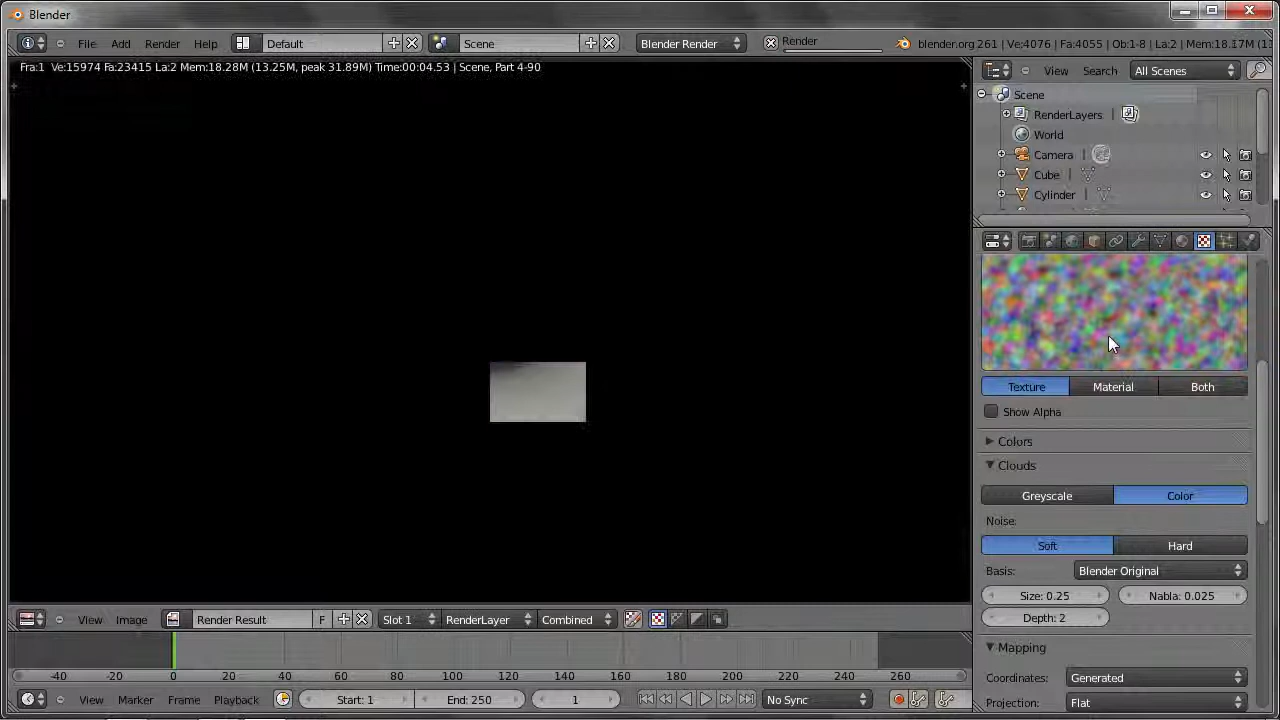 Blender
File Add Render Help Default Scene Blender Render Render blender.org 261 | Ve:4076 | Fa:4055 | Ob:1-8 | La:2 | Mem:18.17M
Fra:1 Ve:15974 Fa:23415 La:2 Mem:18.28M (13.25M, peak 31.89M) Time:00:04.53 | Scene, Part 4-90
View Search All Scenes
Scene
RenderLayers
World
Camera
Cube
Cylinder
Texture Material Both
Show Alpha
Colors
Clouds
Greyscale Color
Noise:
Soft Hard
Basis: Blender Original
Size: 0.25 Nabla: 0.025
Depth: 2
Mapping
Coordinates: Generated
Projection: Flat
View Image Render Result F Slot 1 RenderLayer Combined
-40 -20 0 20 40 60 80 100 120 140 160 180 200 220 240 260
View Marker Frame Playback Start: 1 End: 250 1 No Sync